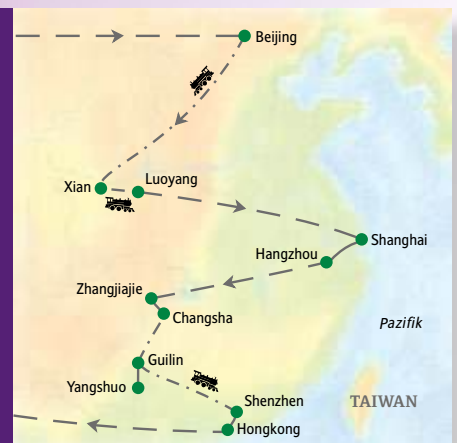 Beijing
Luoyang
Xian
Shanghai
Hangzhou
Zhangjiajie
Changsha
Pazifik
Guilin
Yangshuo
Shenzhen
TAIWAN
Hongkong